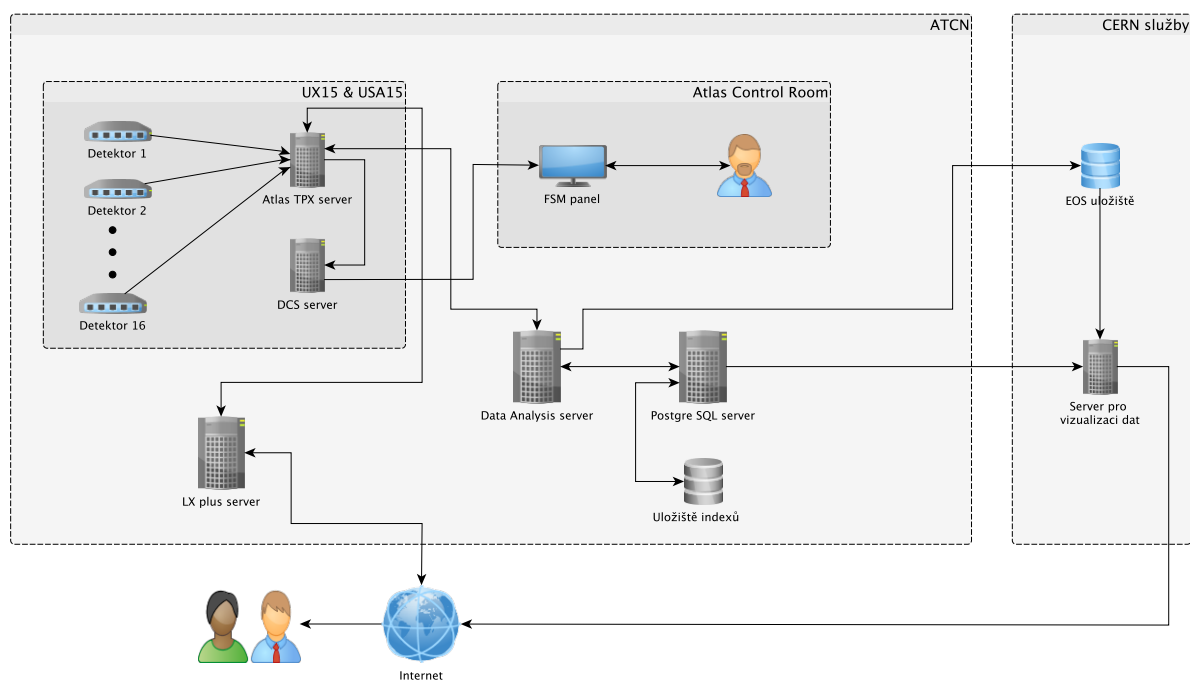 ATCN
CERN služby
UX15 & USA15
Atlas Control Room
Detektor 1
Detektor 2
Atlas TPX server
FSM panel
EOS uložiště
DCS server
Detektor 16
Data Analysis server
Postgre SQL server
Server pro
vizualizaci dat
LX plus server
Uložiště indexů
Internet